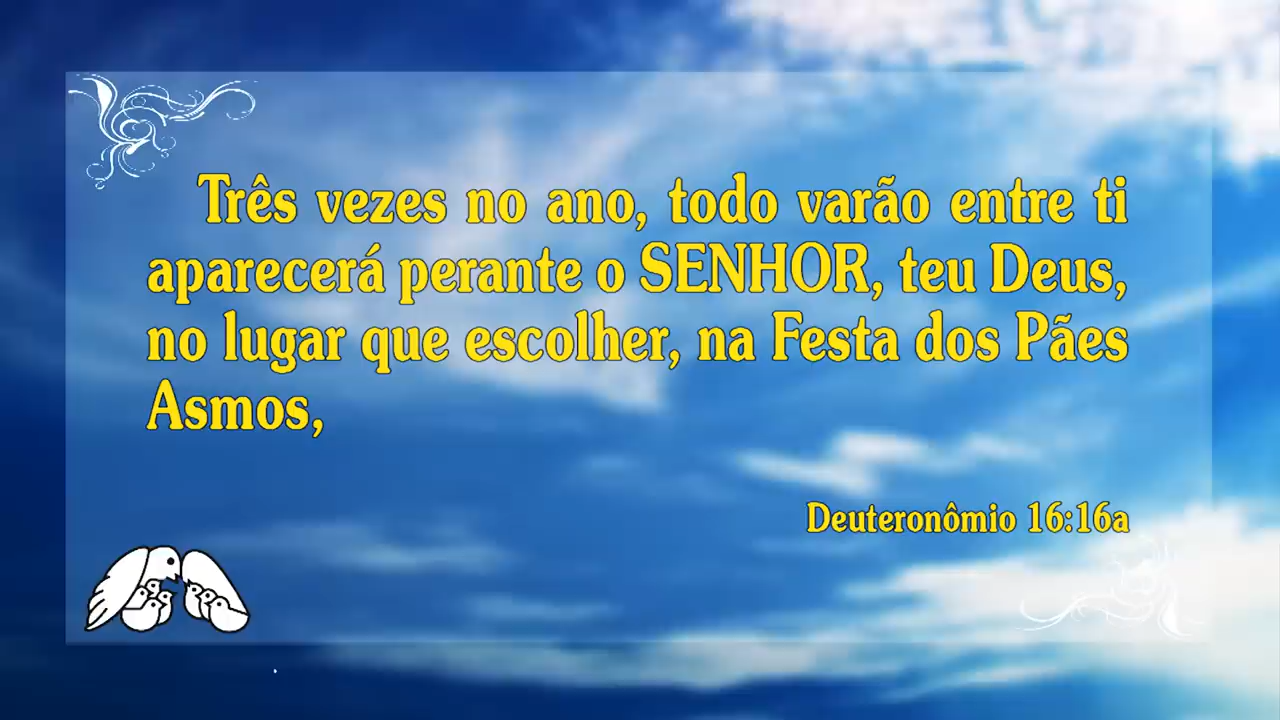 Três vezes no ano, todo varão entre ti
aparecerá perante o SENHOR, teu Deus,
no lugar que escolher, na Festa dos Pães
Asmos,
Deuteronômio 16:16a